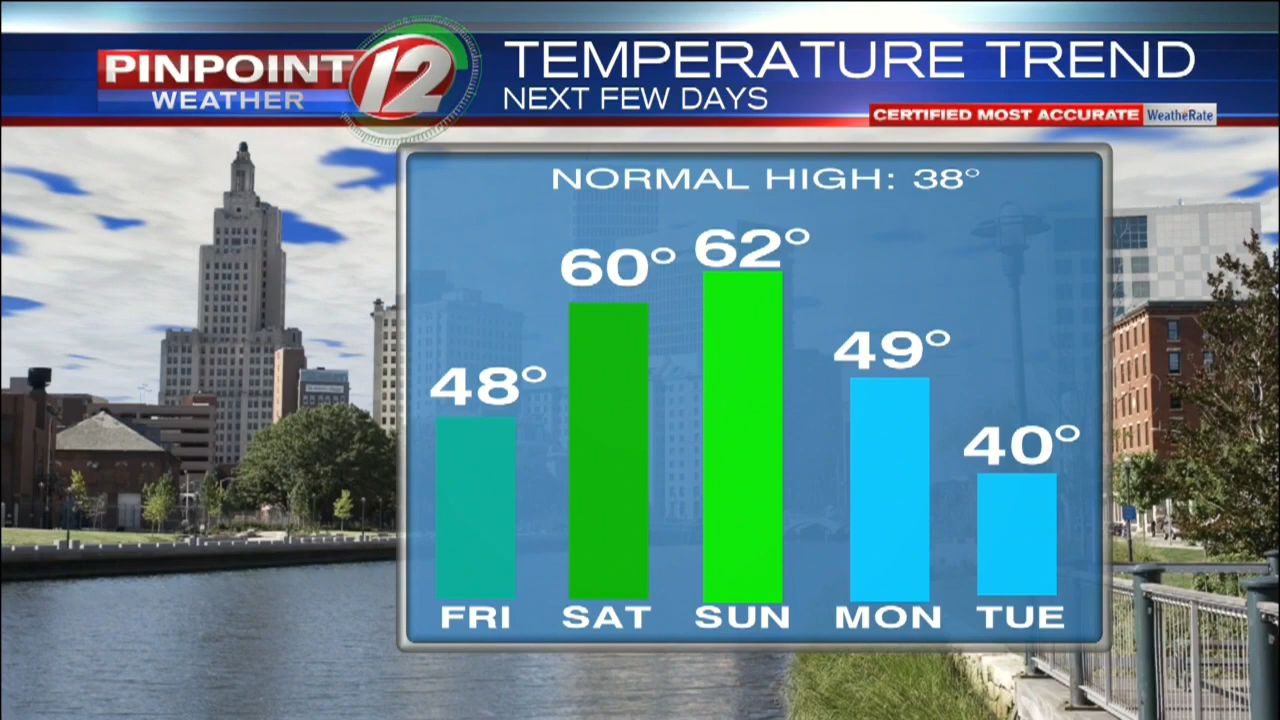 PINPOINT 12
WEATHER
TEMPERATURE TREND
NEXT FEW DAYS
CERTIFIED MOST ACCURATE WeatheRate
NORMAL HIGH: 38°
48° 60° 62° 49° 40°
FRI SAT SUN MON TUE